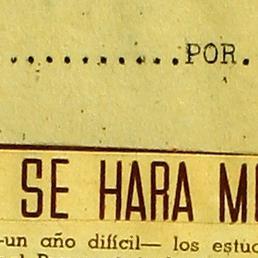 ...........POR.
SE HARA M
-un año difícil— los estu